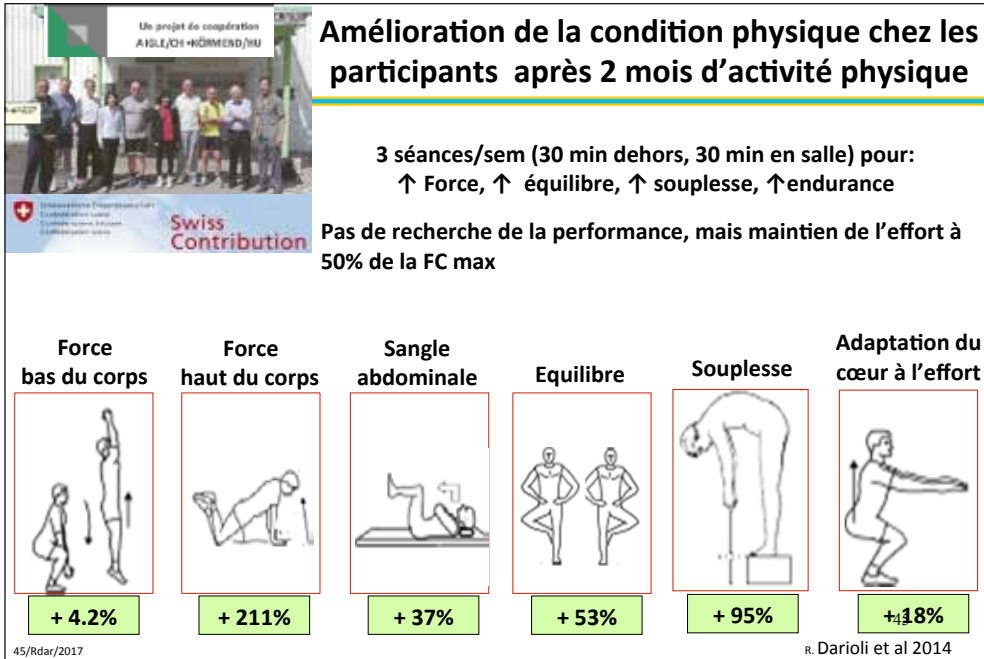 Un projet de coopération
AIGLE/CH +KÖRMEND/HU
Amélioration de la condition physique chez les
participants après 2 mois d'activité physique
3 séances/sem (30 min dehors, 30 min en salle) pour:
↑ Force, ↑ équilibre, ↑ souplesse, ↑endurance
Swiss
Contribution
Pas de recherche de la performance, mais maintien de l'effort à
50% de la FC max
Force
bas du corps
Force
haut du corps
Sangle
abdominale
Equilibre
Souplesse
Adaptation du
cœur à l'effort
+ 4.2%
+ 211%
+ 37%
+ 53%
+ 95%
+ 18%
45/Rdar/2017
R. Darioli et al 2014